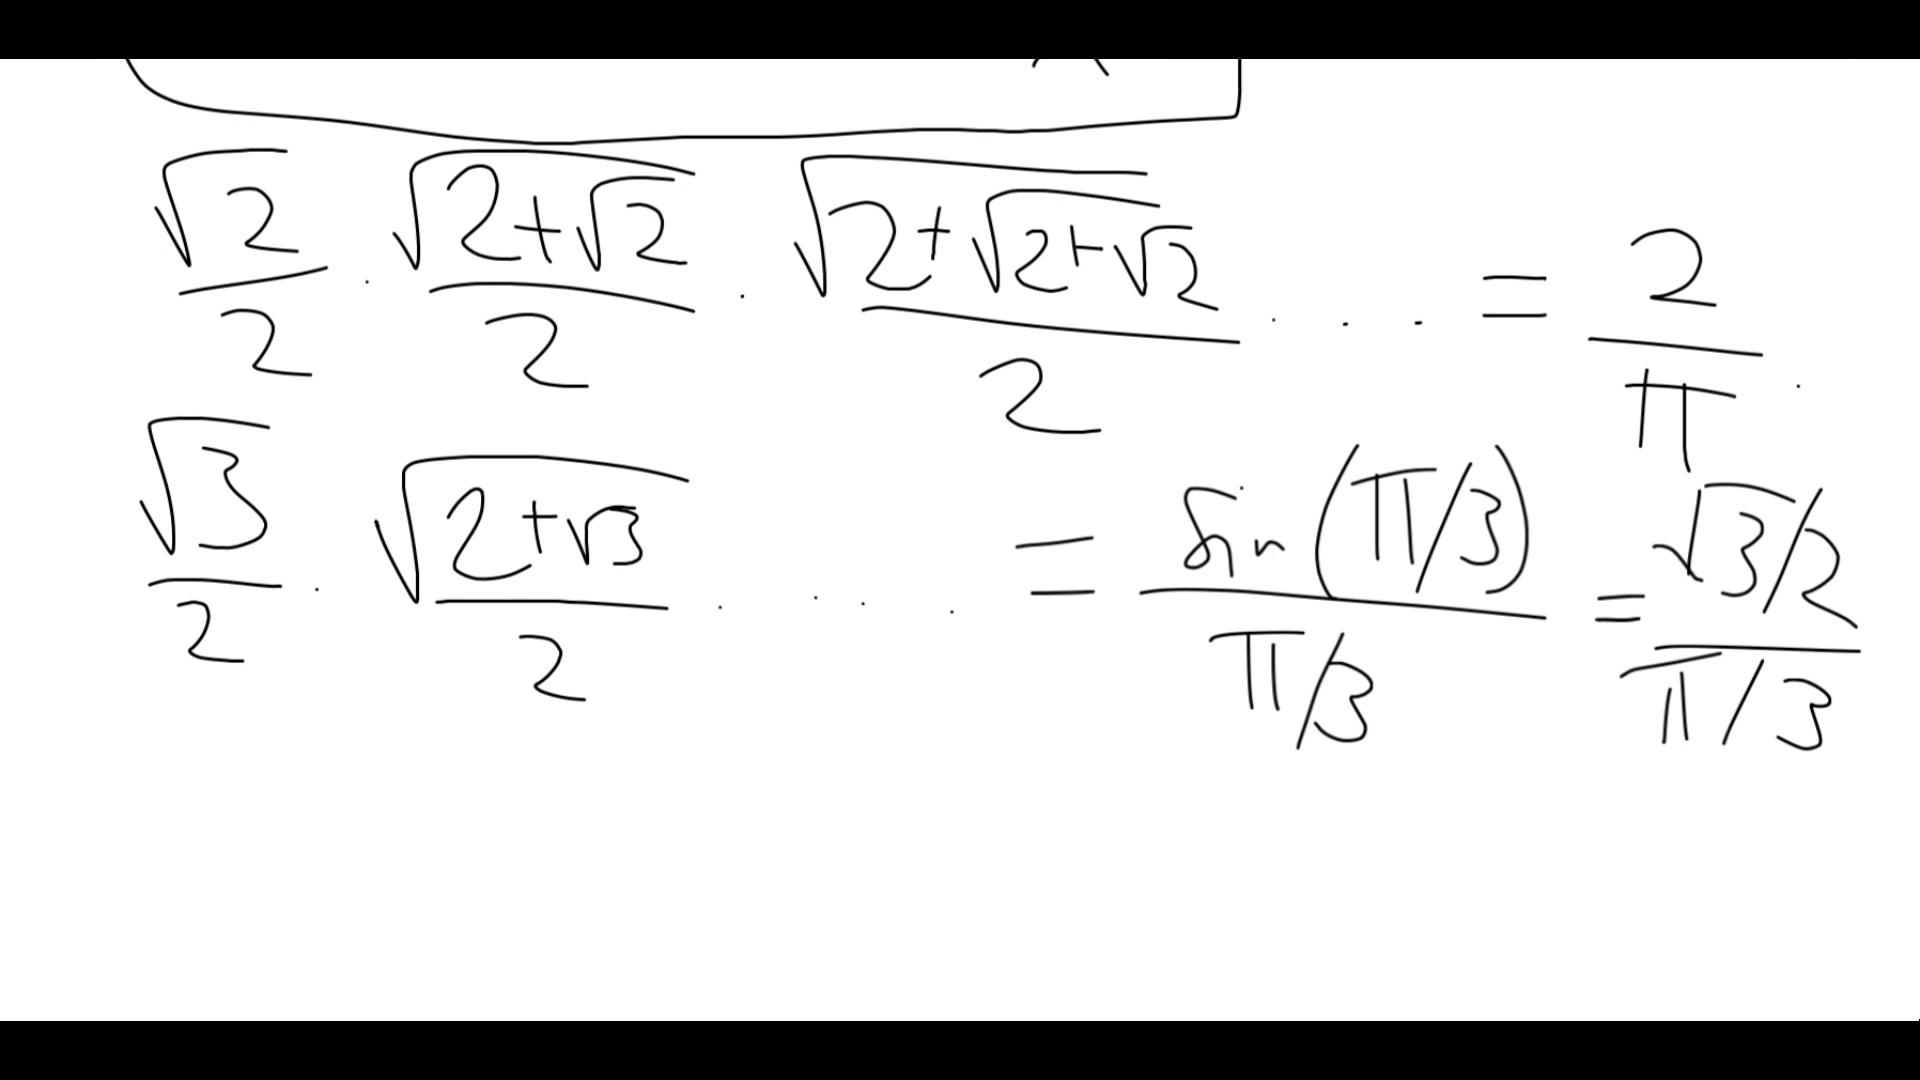 √2/2 · √(2+√2)/2 · √(2+√(2+√2))/2 · · · = 2/π ·
√3/2 · √(2+√3)/2 · · · · = sin(π/3)/(π/3) = (√3/2)/(π/3)